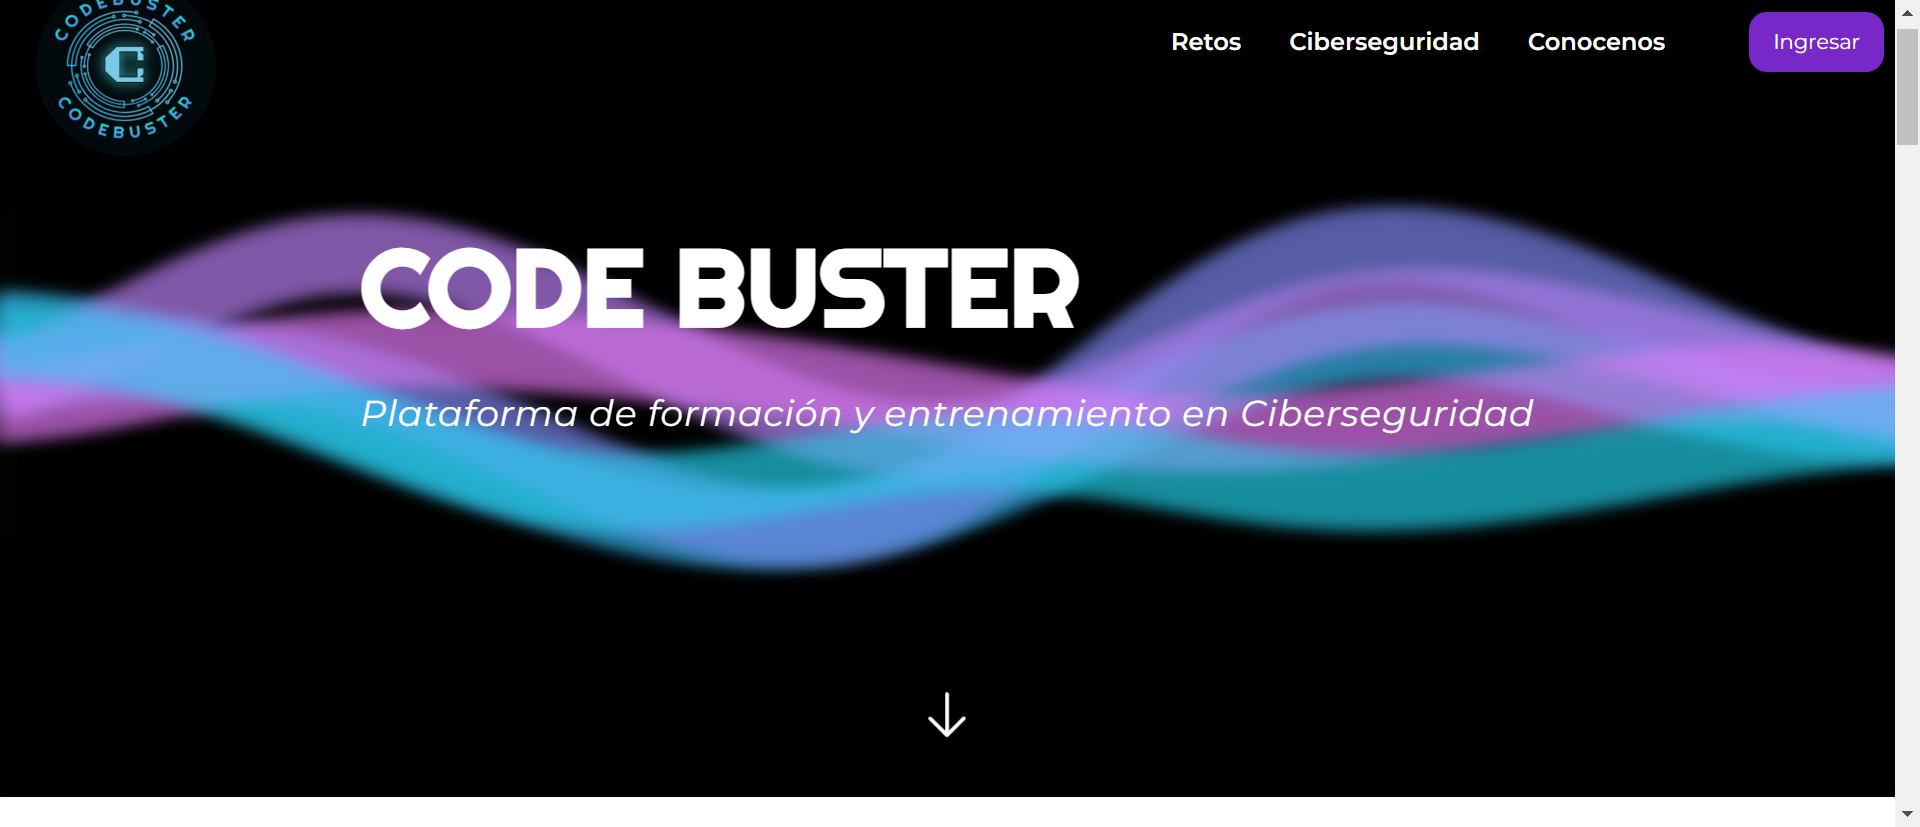 CODEBUSTER
C
CODEBUSTER
Retos
Ciberseguridad
Conocenos
Ingresar
CODE BUSTER
Plataforma de formación y entrenamiento en Ciberseguridad